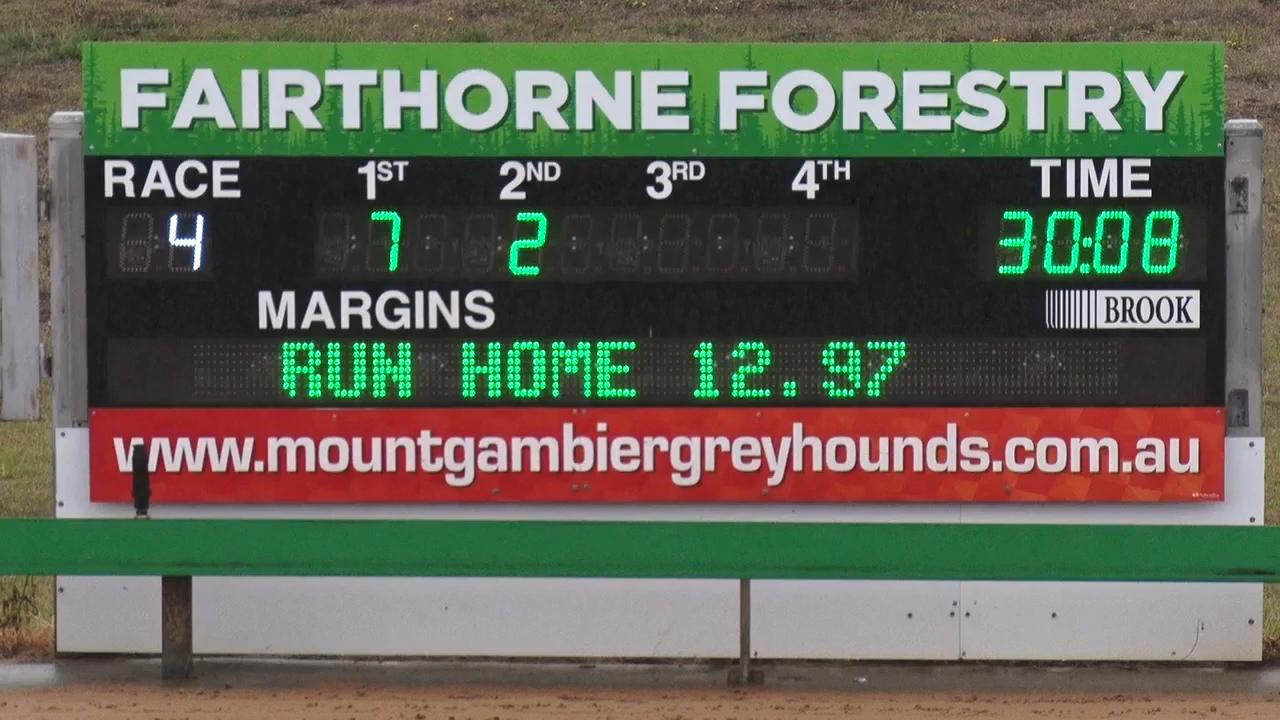 FAIRTHORNE FORESTRY
RACE 1ST 2ND 3RD 4TH TIME
4 7 2 30:08
MARGINS BROOK
RUN HOME 12.97
www.mountgambiergreyhounds.com.au